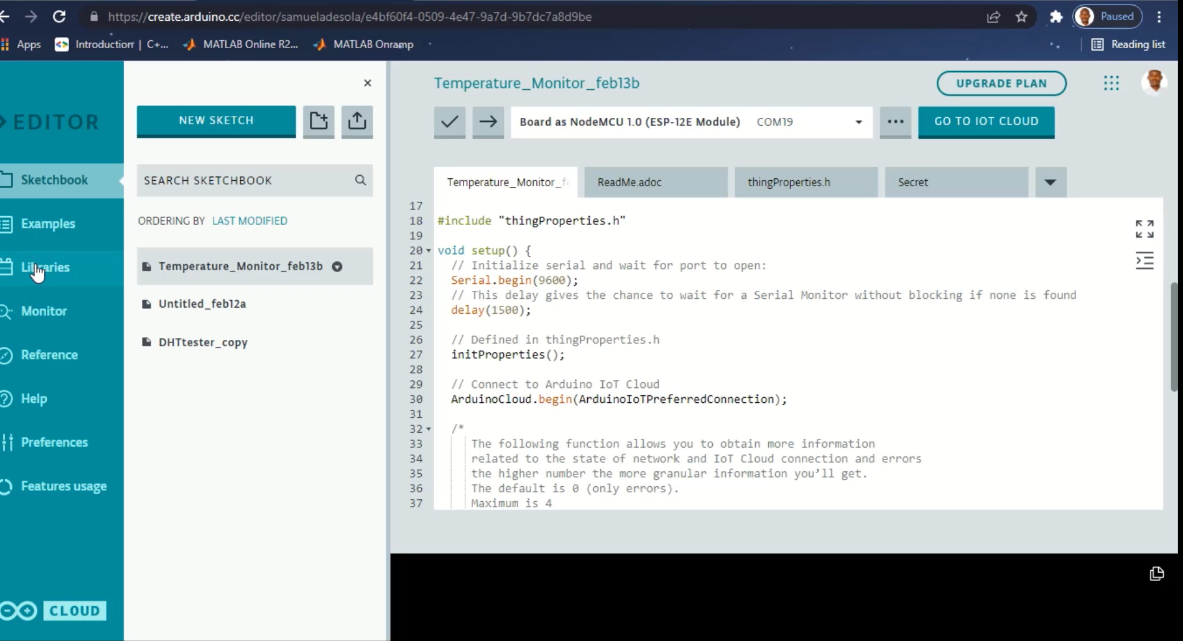 https://create.arduino.cc/editor/samueladesola/e4bf60f4-0509-4e47-9a7d-9b7dc7a8d9be
Paused
Apps
Introduction | C+...
MATLAB Online R2...
MATLAB Onramp
Reading list
EDITOR
Sketchbook
Examples
Libraries
Monitor
Reference
Help
Preferences
Features usage
CLOUD
NEW SKETCH
SEARCH SKETCHBOOK
ORDERING BY LAST MODIFIED
Temperature_Monitor_feb13b
Untitled_feb12a
DHTtester_copy
Temperature_Monitor_feb13b
UPGRADE PLAN
Board as NodeMCU 1.0 (ESP-12E Module) COM19
GO TO IOT CLOUD
Temperature_Monitor_f
ReadMe.adoc
thingProperties.h
Secret
17
18 #include "thingProperties.h"
19
20 void setup() {
21 // Initialize serial and wait for port to open:
22 Serial.begin(9600);
23 // This delay gives the chance to wait for a Serial Monitor without blocking if none is found
24 delay(1500);
25
26 // Defined in thingProperties.h
27 initProperties();
28
29 // Connect to Arduino IoT Cloud
30 ArduinoCloud.begin(ArduinoIoTPreferredConnection);
31
32 /*
33 The following function allows you to obtain more information
34 related to the state of network and IoT Cloud connection and errors
35 the higher number the more granular information you’ll get.
36 The default is 0 (only errors).
37 Maximum is 4